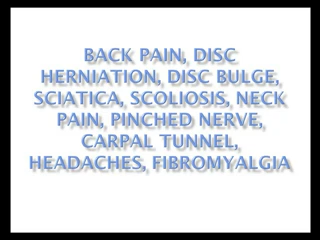 BACK PAIN, DISC
HERNIATION, DISC BULGE,
SCIATICA, SCOLIOSIS, NECK
PAIN, PINCHED NERVE,
CARPAL TUNNEL,
HEADACHES, FIBROMYALGIA